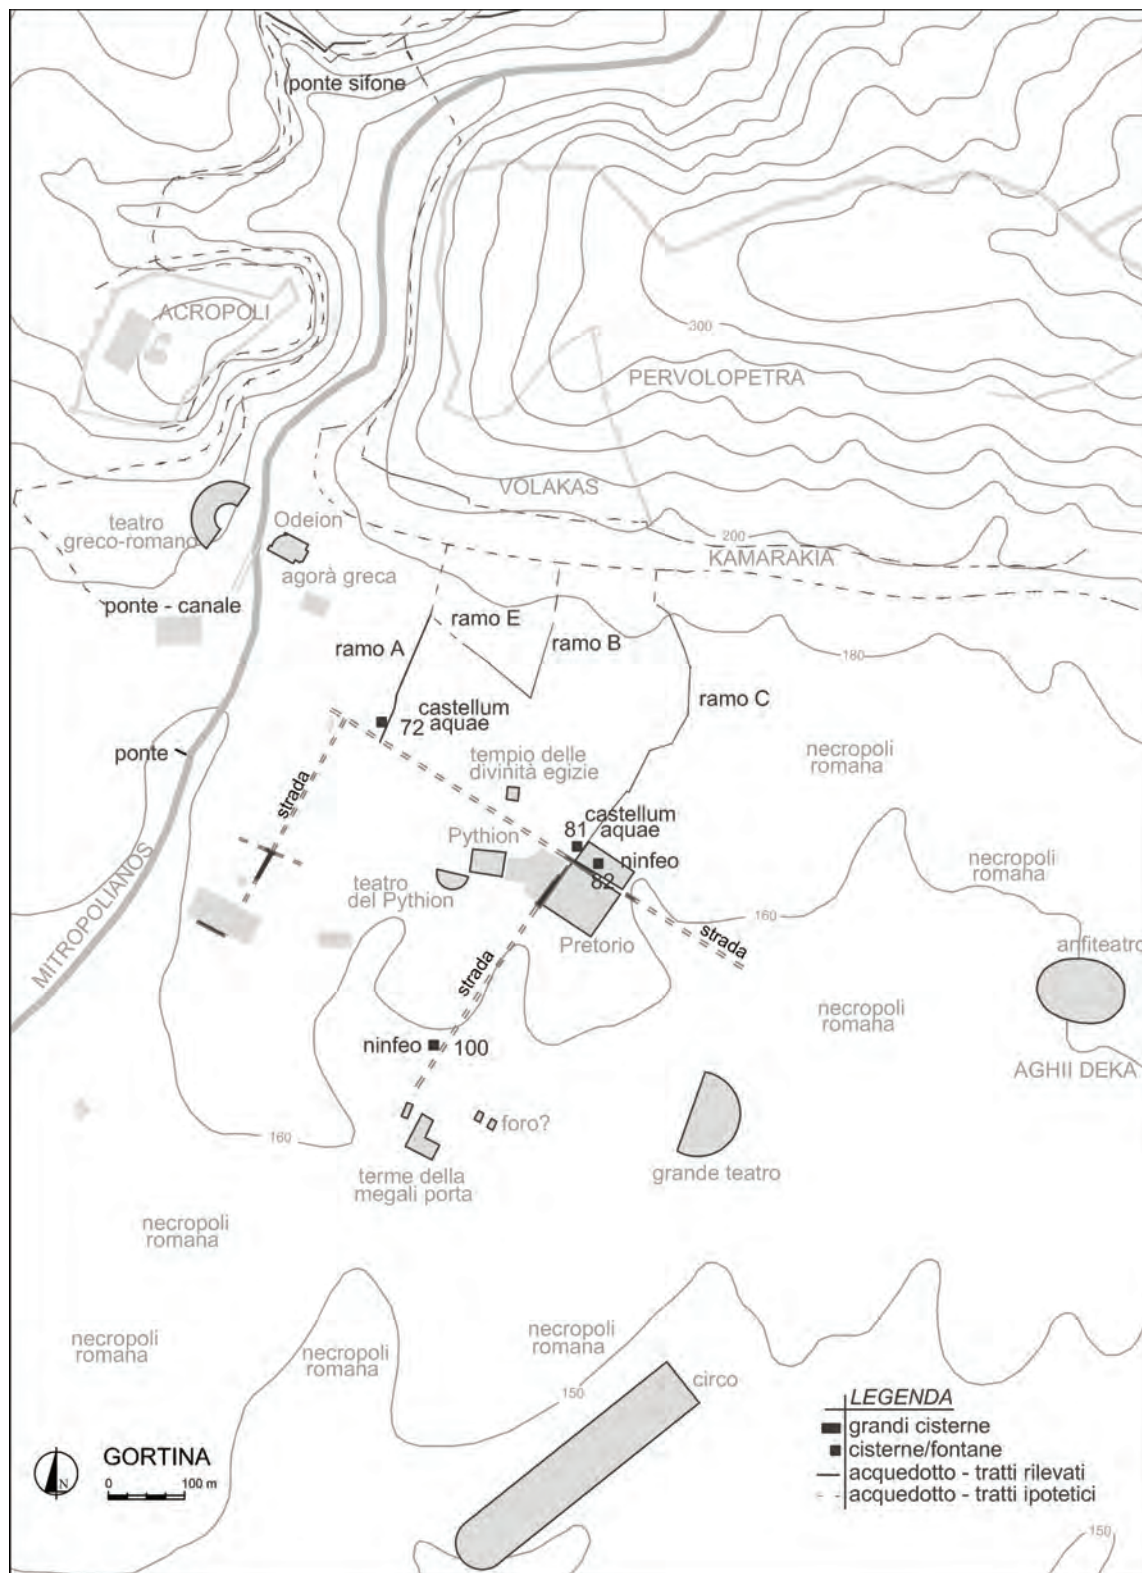 ponte sifone
ACROPOLI
300
PERVOLOPETRA
VOLAKAS
teatro
greco-romano
Odeion
200
KAMARAKIA
agorà greca
ponte - canale
ramo E
ramo A
ramo B
180
ramo C
castellum
72 aquae
ponte
tempio delle
divinità egizie
necropoli
romana
strada
castellum
81 aquae
Pythion
ninfeo
82
necropoli
romana
teatro
del Pythion
160
MITROPOLIANOS
Pretorio
strada
anfiteatro
strada
necropoli
romana
ninfeo
100
AGHII DEKA
foro?
160
terme della
megali porta
grande teatro
necropoli
romana
necropoli
romana
necropoli
romana
necropoli
romana
circo
150
LEGENDA
grandi cisterne
cisterne/fontane
acquedotto - tratti rilevati
acquedotto - tratti ipotetici
GORTINA
N
0 100 m
150